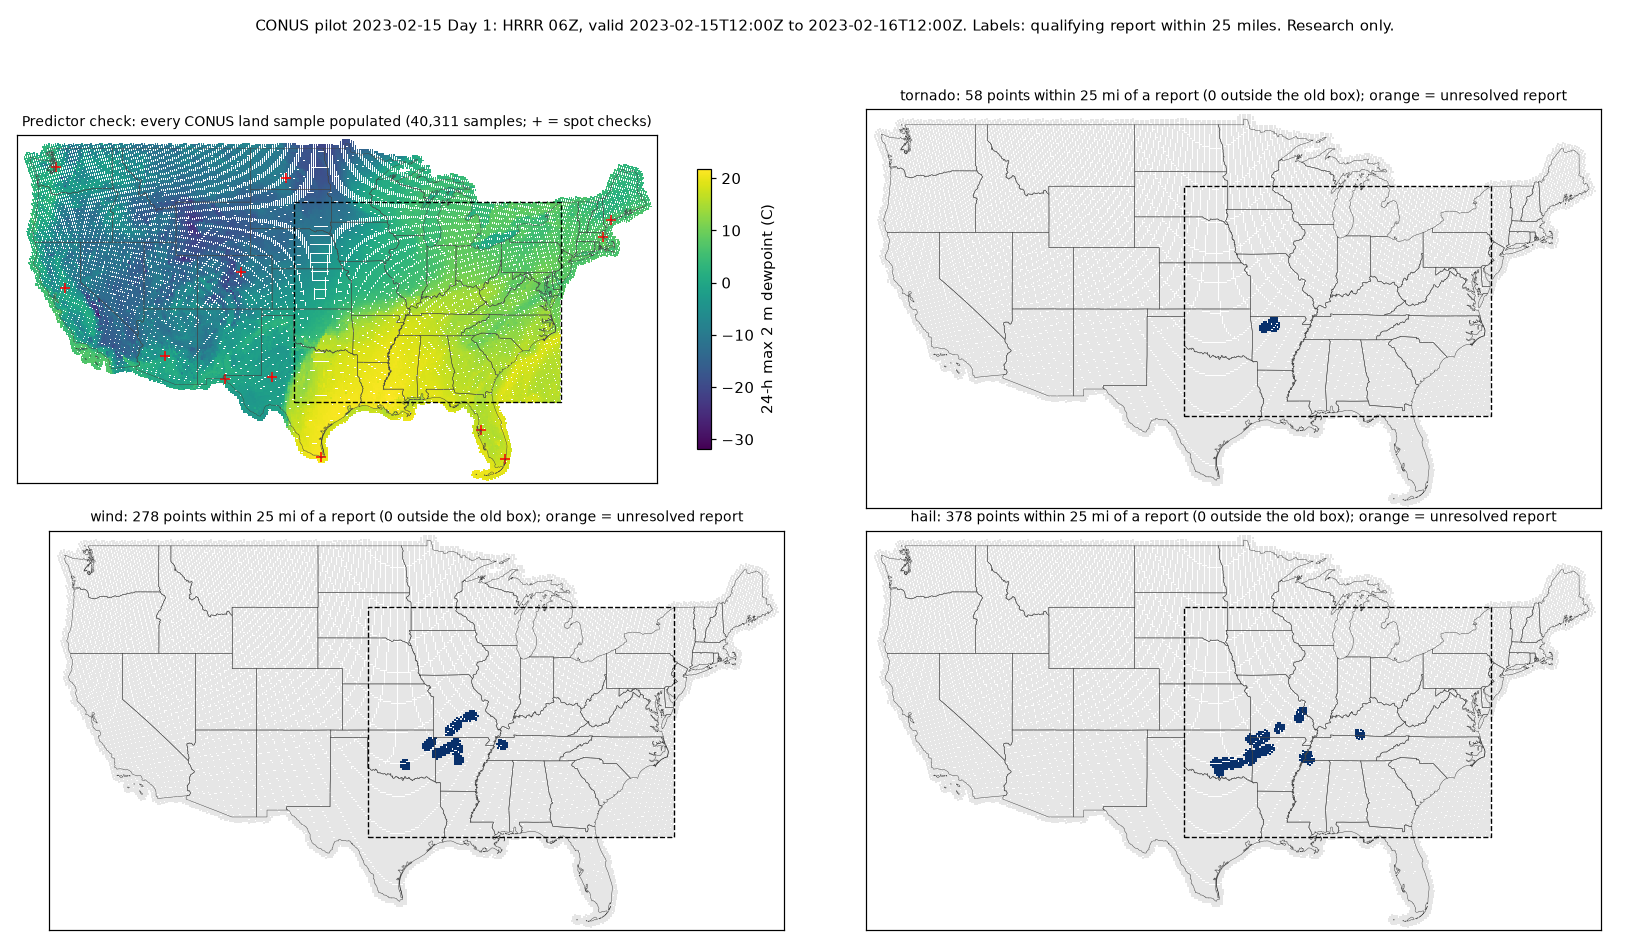 CONUS pilot 2023-02-15 Day 1: HRRR 06Z, valid 2023-02-15T12:00Z to 2023-02-16T12:00Z. Labels: qualifying report within 25 miles. Research only.
Predictor check: every CONUS land sample populated (40,311 samples; + = spot checks)
20
10
0
−10
−20
−30
24-h max 2 m dewpoint (C)
tornado: 58 points within 25 mi of a report (0 outside the old box); orange = unresolved report
wind: 278 points within 25 mi of a report (0 outside the old box); orange = unresolved report
hail: 378 points within 25 mi of a report (0 outside the old box); orange = unresolved report